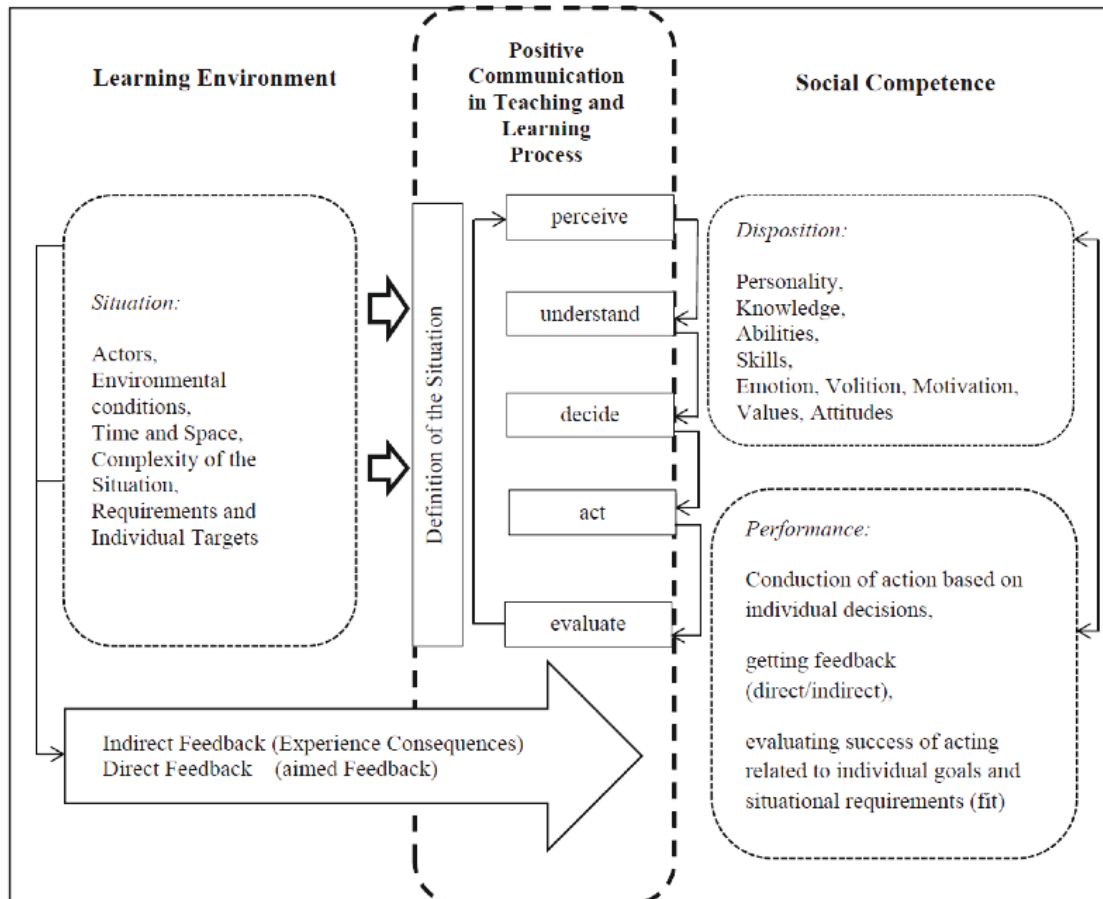 Learning Environment
Positive
Communication
in Teaching and
Learning
Process
Social Competence
Situation:
Actors,
Environmental
conditions,
Time and Space,
Complexity of the
Situation,
Requirements and
Individual Targets
Definition of the Situation
perceive
understand
decide
act
evaluate
Disposition:
Personality,
Knowledge,
Abilities,
Skills,
Emotion, Volition, Motivation,
Values, Attitudes
Performance:
Conduction of action based on
individual decisions,
getting feedback
(direct/indirect),
evaluating success of acting
related to individual goals and
situational requirements (fit)
Indirect Feedback (Experience Consequences)
Direct Feedback (aimed Feedback)